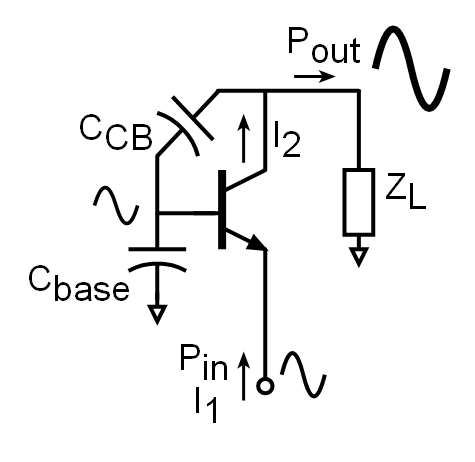 Pout
CCB
I2
ZL
Cbase
Pin
I1